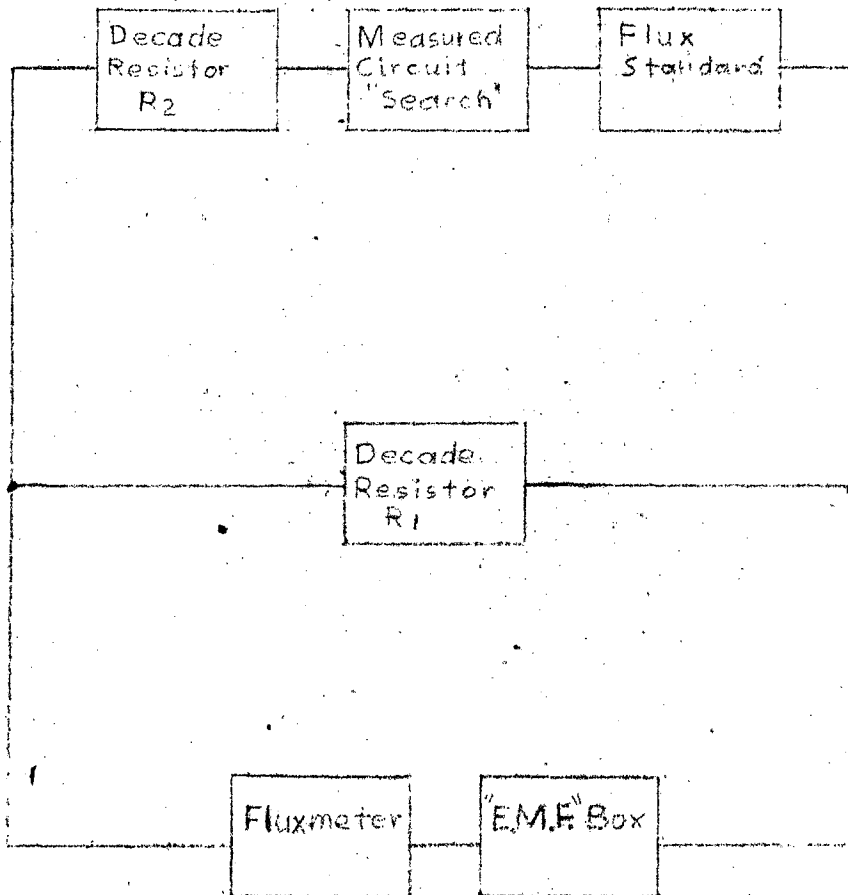 Decade
Resistor
R2
Measured
Circuit
"Search"
Flux
Standard
Decade
Resistor
R1
Fluxmeter
"E.M.F." Box